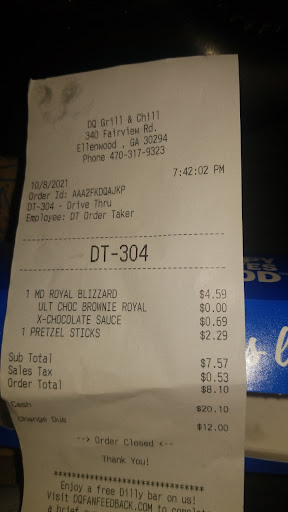 DQ Grill & Chill
340 Fairview Rd.
Ellenwood , GA 30294
Phone 470-317-9323
10/8/2021 7:42:02 PM
Order Id: AAA2FKDQAJKP
DT-304 - Drive Thru
Employee: DT Order Taker
DT-304
1 MD ROYAL BLIZZARD $4.59
ULT CHOC BROWNIE ROYAL $0.00
X-CHOCOLATE SAUCE $0.69
1 PRETZEL STICKS $2.29
Sub Total $7.57
Sales Tax $0.53
Order Total $8.10
Cash $20.10
Change Due $12.00
--> Order Closed <--
Thank You!
Enjoy a free Dilly bar on us!
Visit DQFANFEEDBACK.COM to complete
a brief